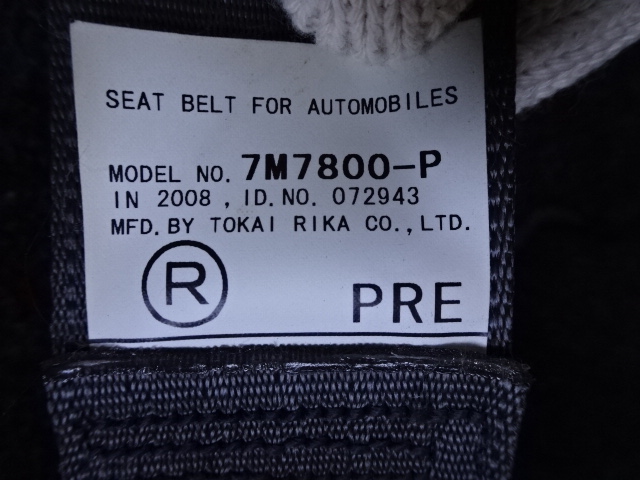 SEAT BELT FOR AUTOMOBILES
MODEL NO. 7M7800-P
IN 2008 , ID.NO. 072943
MFD. BY TOKAI RIKA CO., LTD.
R PRE